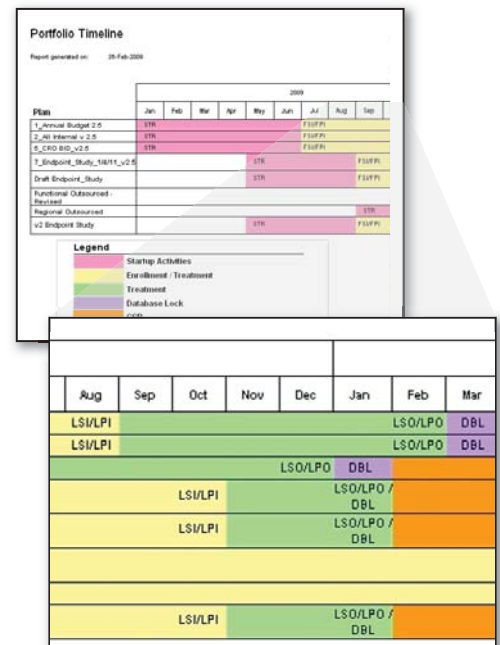 Portfolio Timeline
Report generated on: 25-Feb-2009
2009
Plan Jan Feb Mar Apr May Jun Jul Aug Sep
1_Annual Budget 2.5 STR FSI/FPI
2_All Internal v 2.5 STR FSI/FPI
5_CRO BID_v2.5 STR FSI/FPI
7_Endpoint_Study_1/6/11_v2.5 STR FSI/FPI
Draft Endpoint_Study STR FSI/FPI
Functional Outsourced -
Revised
Regional Outsourced STR
v2 Endpoint Study STR FSI/FPI
Legend
Startup Activities
Enrollment / Treatment
Treatment
Database Lock
Aug Sep Oct Nov Dec Jan Feb Mar
LSI/LPI LSO/LPO DBL
LSI/LPI LSO/LPO DBL
LSO/LPO DBL
LSI/LPI LSO/LPO /
DBL
LSI/LPI LSO/LPO /
DBL
LSI/LPI LSO/LPO /
DBL